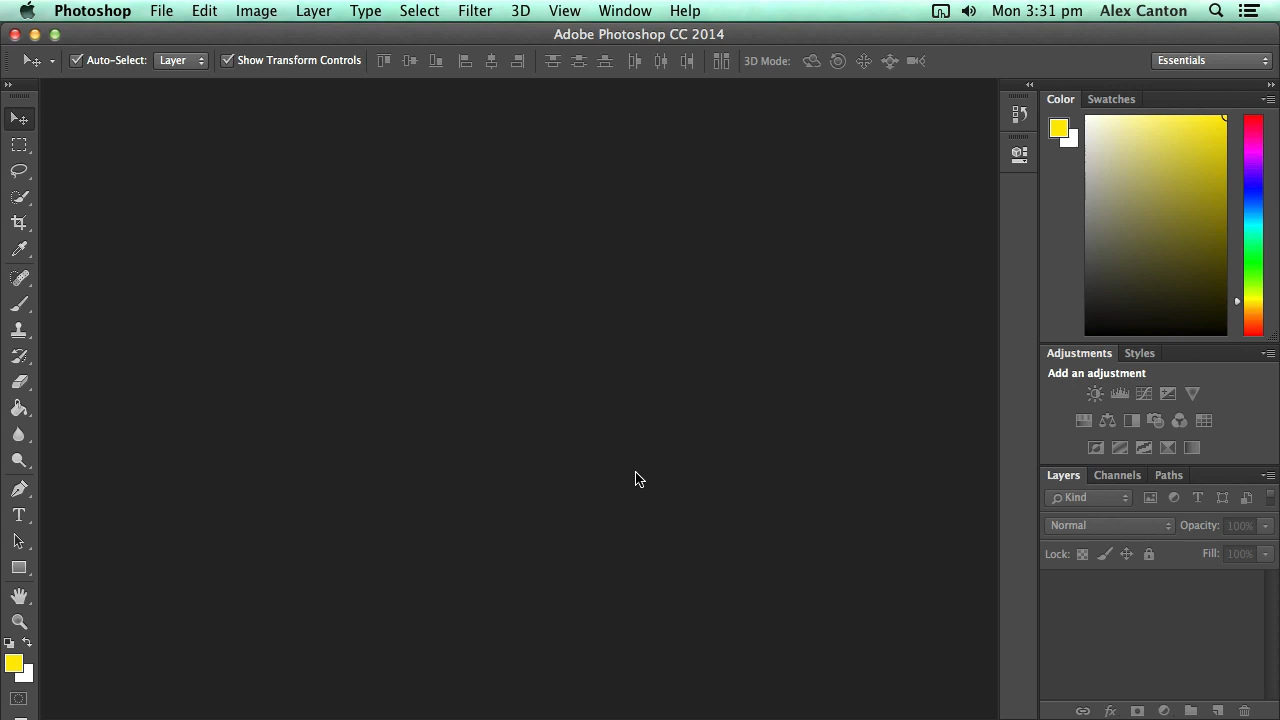 Photoshop File Edit Image Layer Type Select Filter 3D View Window Help Mon 3:31 pm Alex Canton
Adobe Photoshop CC 2014
Auto-Select: Layer Show Transform Controls 3D Mode: Essentials
Color Swatches
Adjustments Styles
Add an adjustment
Layers Channels Paths
Kind
Normal Opacity: 100%
Lock: Fill: 100%